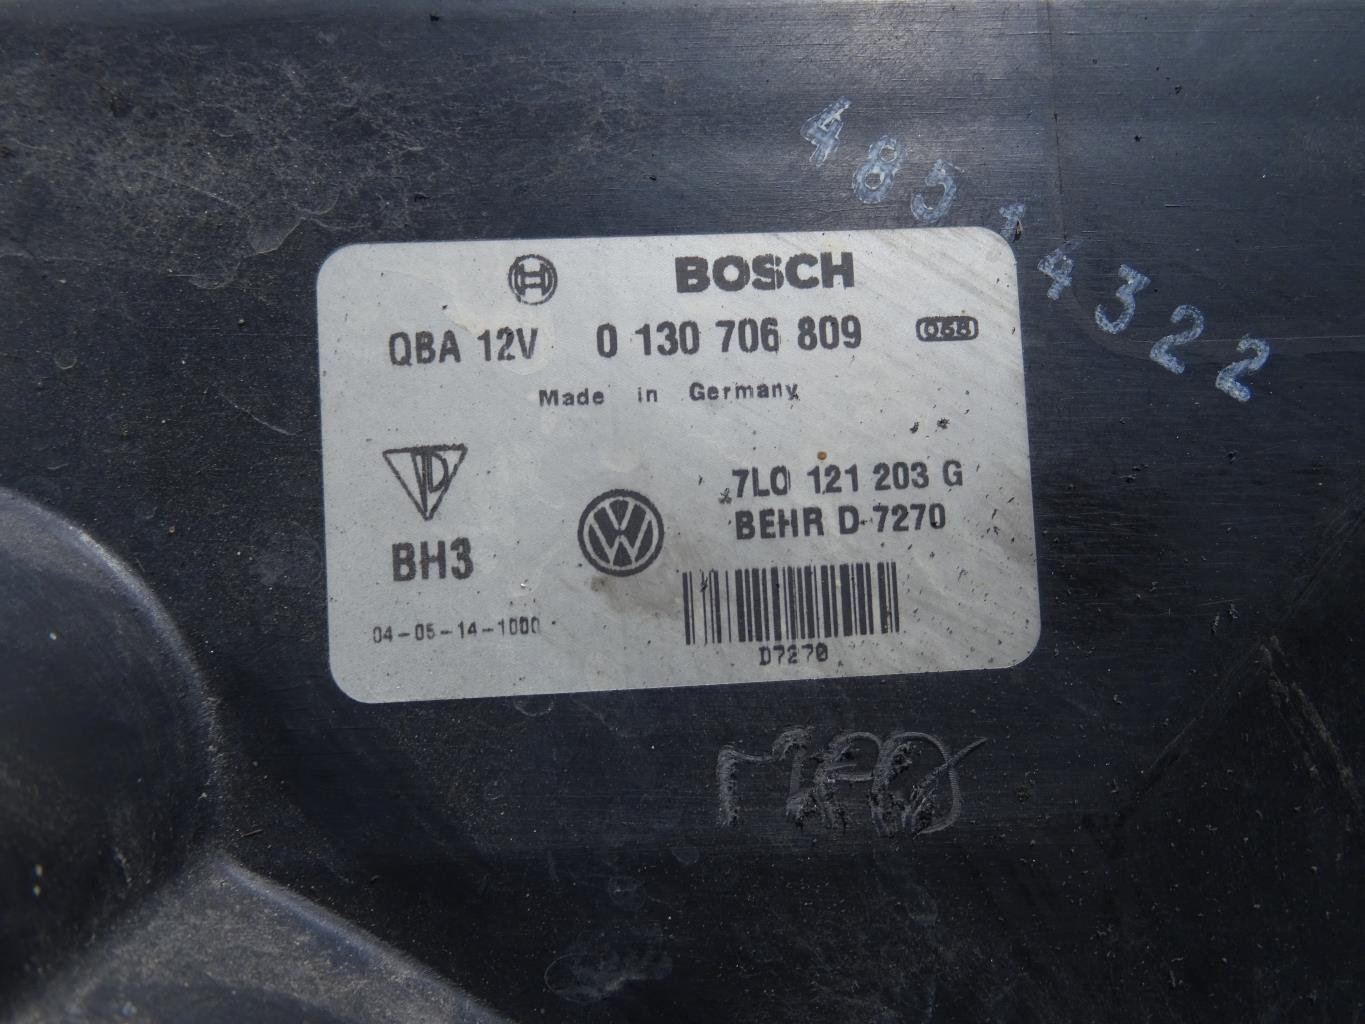 48514322
BOSCH
QBA 12V 0 130 706 809 068
Made in Germany
7L0 121 203 G
BEHR D-7270
BH3
04-05-14-1000
D7270